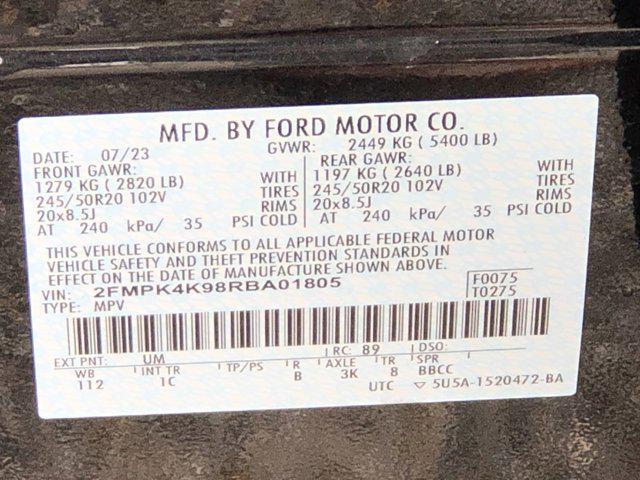 MFD. BY FORD MOTOR CO.
DATE: 07/23 GVWR: 2449 KG ( 5400 LB)
FRONT GAWR: REAR GAWR:
1279 KG ( 2820 LB) WITH 1197 KG ( 2640 LB) WITH
245/50R20 102V TIRES 245/50R20 102V TIRES
20x8.5J RIMS 20x8.5J RIMS
AT 240 kPa/ 35 PSI COLD AT 240 kPa/ 35 PSI COLD
THIS VEHICLE CONFORMS TO ALL APPLICABLE FEDERAL MOTOR
VEHICLE SAFETY AND THEFT PREVENTION STANDARDS IN
EFFECT ON THE DATE OF MANUFACTURE SHOWN ABOVE.
VIN: 2FMPK4K98RBA01805 F0075
TYPE: MPV T0275
EXT PNT: UM RC: 89 DSO:
WB INT TR TP/PS R AXLE TR SPR
112 1C B 3K 8 BBCC
UTC ▽ 5U5A-1520472-BA